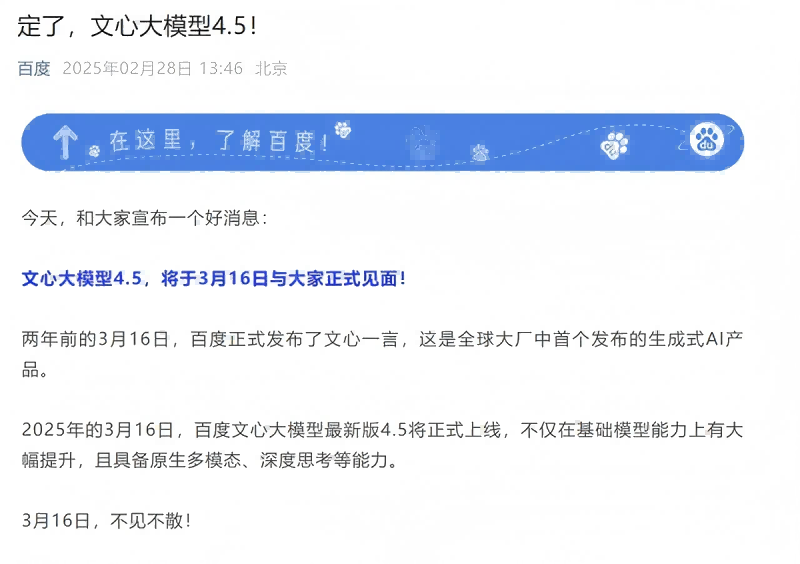 定了，文心大模型4.5！
百度 2025年02月28日 13:46 北京
在这里，了解百度！
du
du
今天，和大家宣布一个好消息：
文心大模型4.5，将于3月16日与大家正式见面！
两年前的3月16日，百度正式发布了文心一言，这是全球大厂中首个发布的生成式AI产
品。
2025年的3月16日，百度文心大模型最新版4.5将正式上线，不仅在基础模型能力上有大
幅提升，且具备原生多模态、深度思考等能力。
3月16日，不见不散！